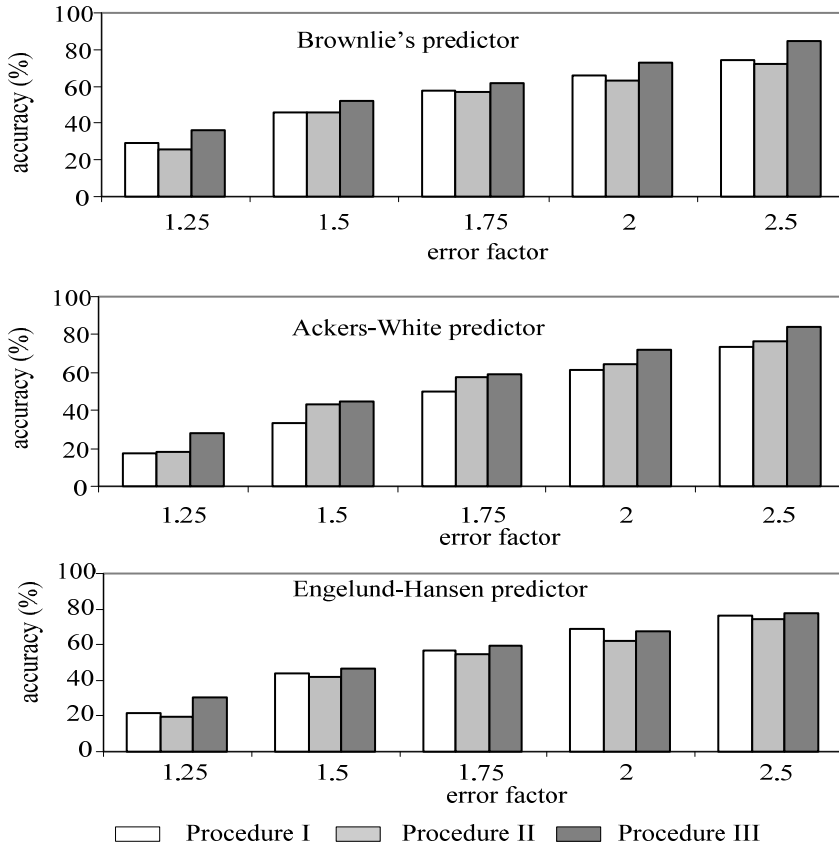 accuracy (%)
100
80
60
40
20
0
Brownlie's predictor
1.25 1.5 1.75 2 2.5
error factor
accuracy (%)
100
80
60
40
20
0
Ackers-White predictor
1.25 1.5 1.75 2 2.5
error factor
accuracy (%)
100
80
60
40
20
0
Engelund-Hansen predictor
1.25 1.5 1.75 2 2.5
error factor
Procedure I Procedure II Procedure III